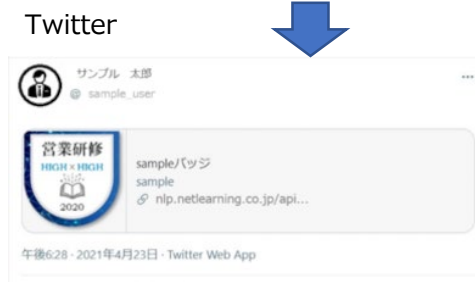 Twitter
サンプル 太郎
@ sample_user
...
営業研修
HIGH×HIGH
2020
sampleバッジ
sample
nlp.netlearning.co.jp/api...
午後6:28 · 2021年4月23日 · Twitter Web App